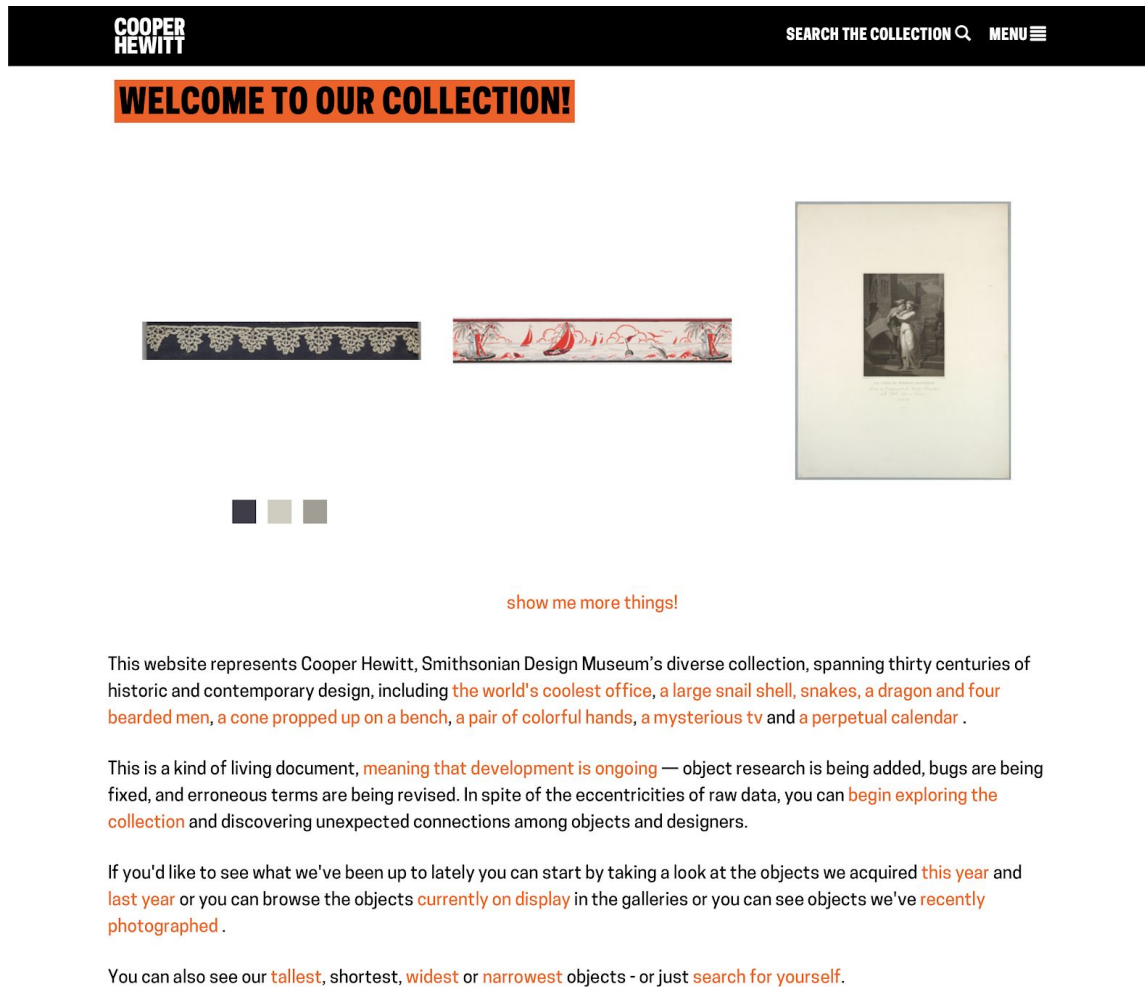 COOPER
HEWITT
SEARCH THE COLLECTION
MENU
WELCOME TO OUR COLLECTION!
show me more things!
This website represents Cooper Hewitt, Smithsonian Design Museum’s diverse collection, spanning thirty centuries of
historic and contemporary design, including the world's coolest office, a large snail shell, snakes, a dragon and four
bearded men, a cone propped up on a bench, a pair of colorful hands, a mysterious tv and a perpetual calendar .
This is a kind of living document, meaning that development is ongoing — object research is being added, bugs are being
fixed, and erroneous terms are being revised. In spite of the eccentricities of raw data, you can begin exploring the
collection and discovering unexpected connections among objects and designers.
If you'd like to see what we've been up to lately you can start by taking a look at the objects we acquired this year and
last year or you can browse the objects currently on display in the galleries or you can see objects we've recently
photographed .
You can also see our tallest, shortest, widest or narrowest objects - or just search for yourself.